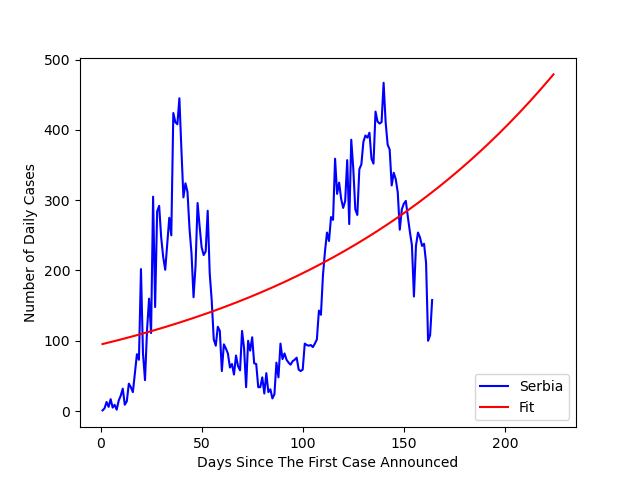 500
400
300
200
100
0
Number of Daily Cases
0 50 100 150 200
Days Since The First Case Announced
Serbia
Fit